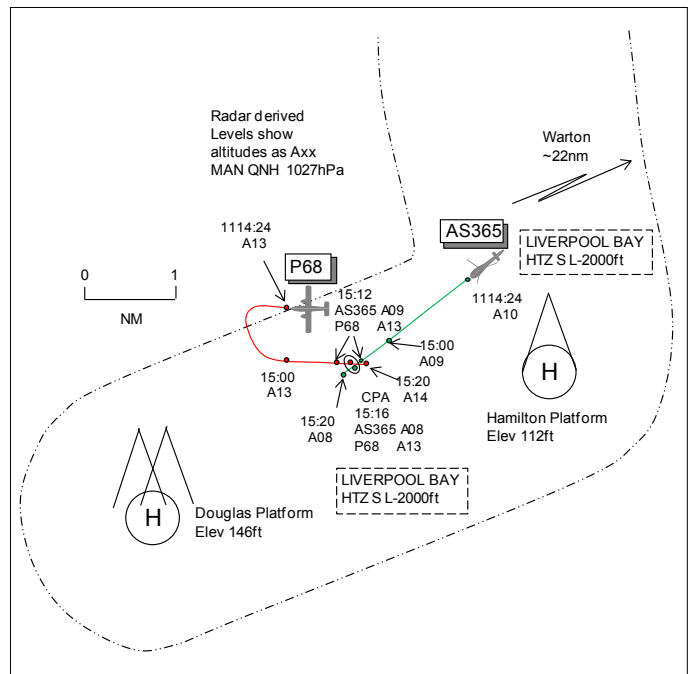 Radar derived
Levels show
altitudes as Axx
MAN QNH 1027hPa
Warton
~22nm
1114:24
A13
P68
AS365
LIVERPOOL BAY
HTZ S L-2000ft
0 1
NM
15:12
AS365 A09
P68 A13
1114:24
A10
15:00
A09
15:00
A13
15:20
A14
15:20
A08
CPA
15:16
AS365 A08
P68 A13
H
Hamilton Platform
Elev 112ft
LIVERPOOL BAY
HTZ S L-2000ft
H
Douglas Platform
Elev 146ft